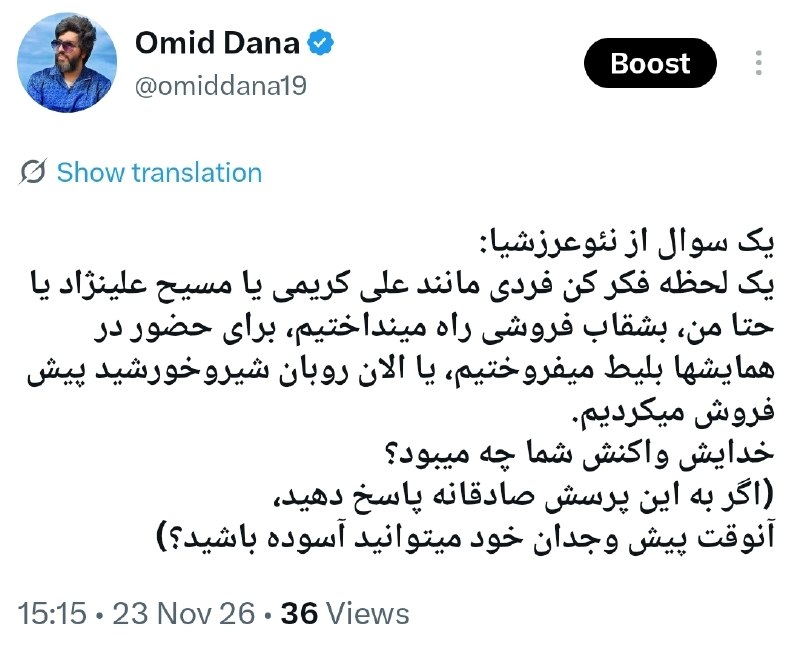 Omid Dana
@omiddana19
Boost
Show translation
یک سوال از نئوعرزشیا:
یک لحظه فکر کن فردی مانند علی کریمی یا مسیح علینژاد یا
حتا من، بشقاب فروشی راه مینداختیم، برای حضور در
همایشها بلیط میفروختیم، یا الان روبان شیروخورشید پیش
فروش میکردیم.
خدایش واکنش شما چه میبود؟
(اگر به این پرسش صادقانه پاسخ دهید،
آنوقت پیش وجدان خود میتوانید آسوده باشید؟)
15:15 • 23 Nov 26 • 36 Views